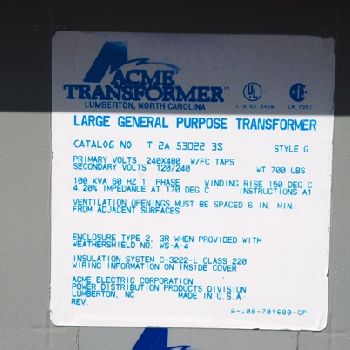 ACME
TRANSFORMER
LUMBERTON, NORTH CAROLINA
LARGE GENERAL PURPOSE TRANSFORMER
CATALOG NO T 2A 53022 3S STYLE G
PRIMARY VOLTS 240X480 W/FC TAPS
SECONDARY VOLTS 120/240 WT 700 LBS
100 KVA 60 HZ 1 PHASE WINDING RISE 150 DEG C
4.20% IMPEDANCE AT 170 DEG C INSTRUCTIONS A1
VENTILATION OPENINGS MUST BE SPACED 6 IN. MIN.
FROM ADJACENT SURFACES
ENCLOSURE TYPE 2, 3R WHEN PROVIDED WITH
WEATHERSHIELD NO. WS-A-4
INSULATION SYSTEM C-3222-L CLASS 220
WIRING INFORMATION ON INSIDE COVER
ACME ELECTRIC CORPORATION
POWER DISTRIBUTION PRODUCTS DIVISION
LUMBERTON, NC MADE IN U.S.A.
REV.